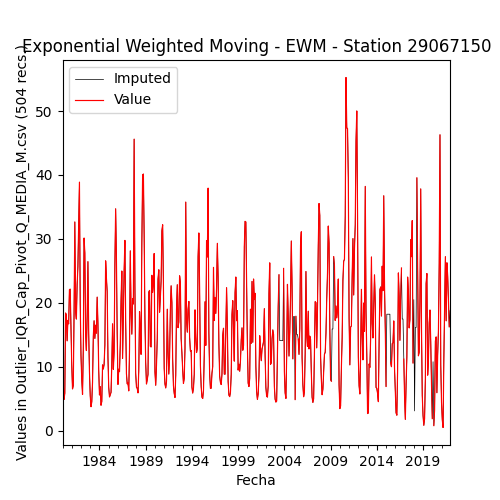 Exponential Weighted Moving - EWM - Station 29067150
Values in Outlier_IQR_Cap_Pivot_Q_MEDIA_M.csv (504 recs.)
Imputed
Value
50
40
30
20
10
0
1984
1989
1994
1999
2004
2009
2014
2019
Fecha